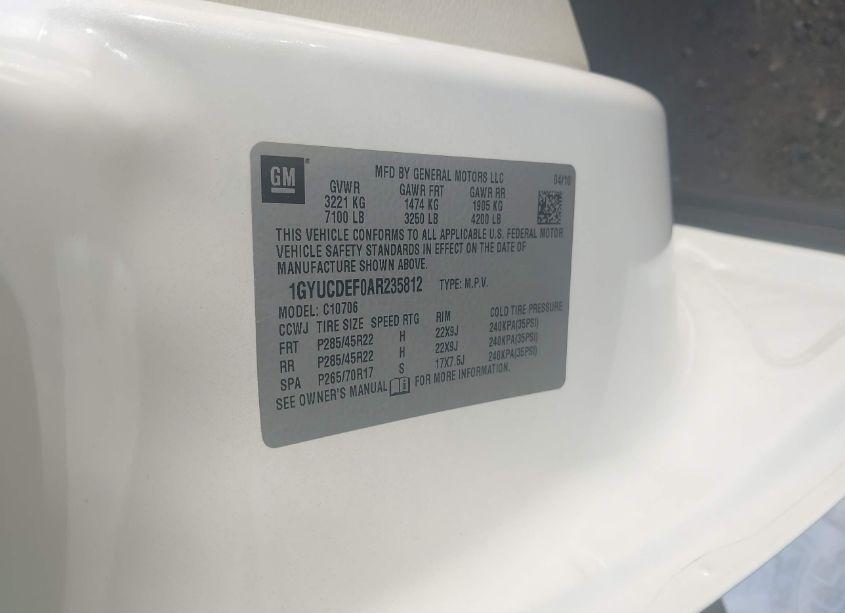 GM
MFD BY GENERAL MOTORS LLC 04/10
GVWR GAWR FRT GAWR RR
3221 KG 1474 KG 1905 KG
7100 LB 3250 LB 4200 LB
THIS VEHICLE CONFORMS TO ALL APPLICABLE U.S. FEDERAL MOTOR
VEHICLE SAFETY STANDARDS IN EFFECT ON THE DATE OF
MANUFACTURE SHOWN ABOVE.
1GYUCDEF0AR235812 TYPE: M.P.V.
MODEL: C10706
CCWJ TIRE SIZE SPEED RTG RIM COLD TIRE PRESSURE
FRT P285/45R22 H 22X9J 240KPA(35PSI)
RR P285/45R22 H 22X9J 240KPA(35PSI)
SPA P265/70R17 S 17X7.5J 240KPA(35PSI)
SEE OWNER'S MANUAL FOR MORE INFORMATION.